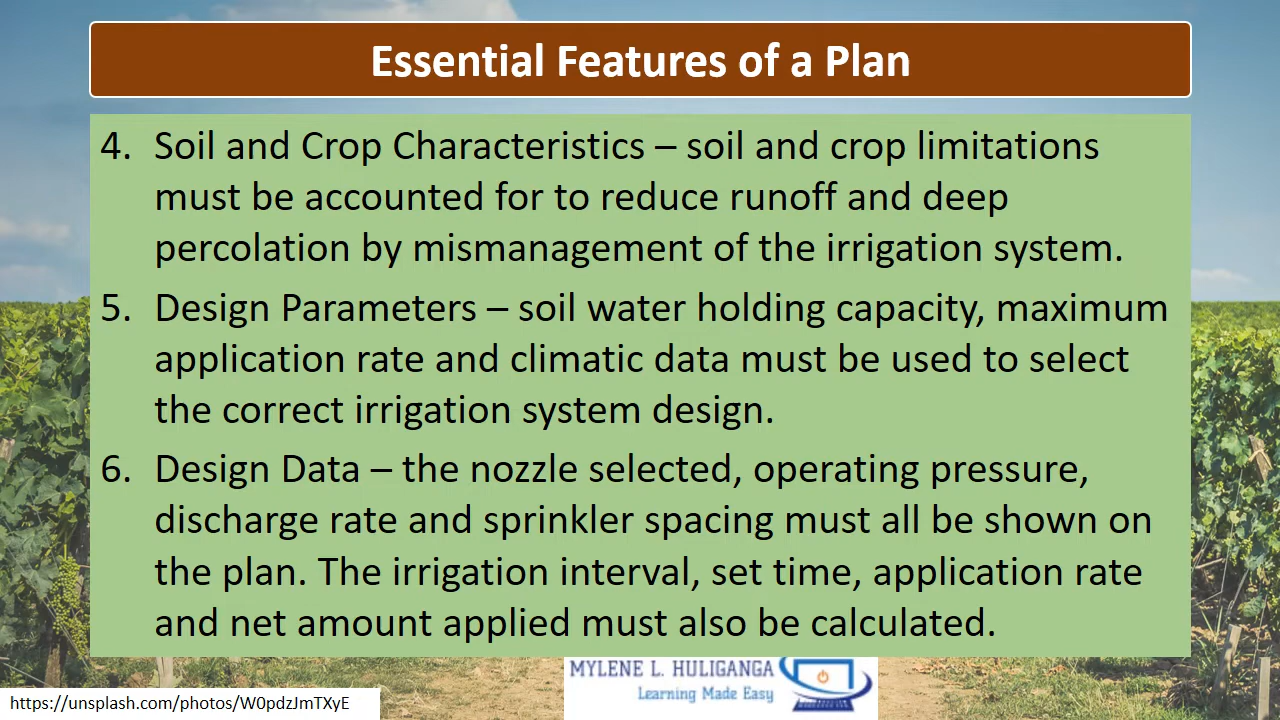 Essential Features of a Plan
4. Soil and Crop Characteristics – soil and crop limitations
must be accounted for to reduce runoff and deep
percolation by mismanagement of the irrigation system.
5. Design Parameters – soil water holding capacity, maximum
application rate and climatic data must be used to select
the correct irrigation system design.
6. Design Data – the nozzle selected, operating pressure,
discharge rate and sprinkler spacing must all be shown on
the plan. The irrigation interval, set time, application rate
and net amount applied must also be calculated.
MYLENE L. HULIGANGA
Learning Made Easy
https://unsplash.com/photos/W0pdzJmTXyE